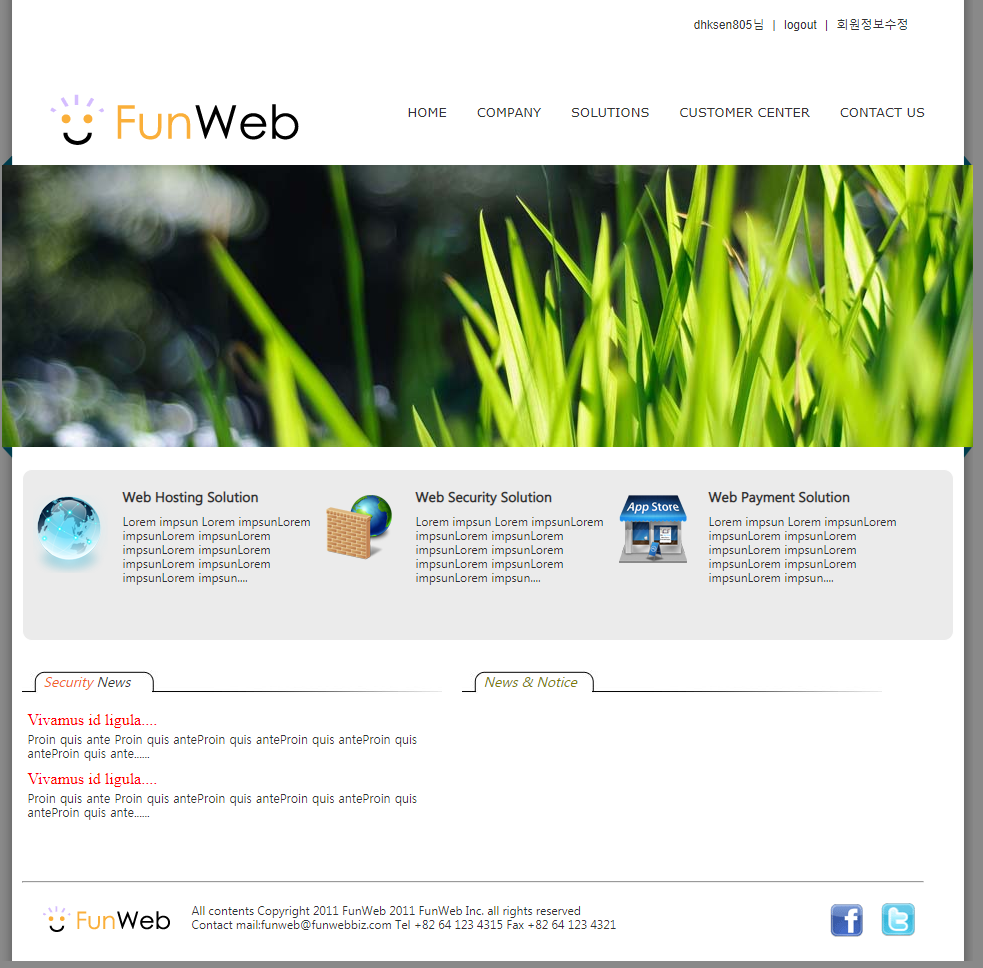 dhksen805님 | logout | 회원정보수정
FunWeb
HOME COMPANY SOLUTIONS CUSTOMER CENTER CONTACT US
Web Hosting Solution
Lorem impsun Lorem impsunLorem
impsunLorem impsunLorem
impsunLorem impsunLorem
impsunLorem impsunLorem
impsunLorem impsun....
Web Security Solution
Lorem impsun Lorem impsunLorem
impsunLorem impsunLorem
impsunLorem impsunLorem
impsunLorem impsunLorem
impsunLorem impsun....
App Store
Web Payment Solution
Lorem impsun Lorem impsunLorem
impsunLorem impsunLorem
impsunLorem impsunLorem
impsunLorem impsunLorem
impsunLorem impsun....
Security News
Vivamus id ligula....
Proin quis ante Proin quis anteProin quis anteProin quis anteProin quis
anteProin quis ante......
Vivamus id ligula....
Proin quis ante Proin quis anteProin quis anteProin quis anteProin quis
anteProin quis ante......
News & Notice
FunWeb
All contents Copyright 2011 FunWeb 2011 FunWeb Inc. all rights reserved
Contact mail:funweb@funwebbiz.com Tel +82 64 123 4315 Fax +82 64 123 4321